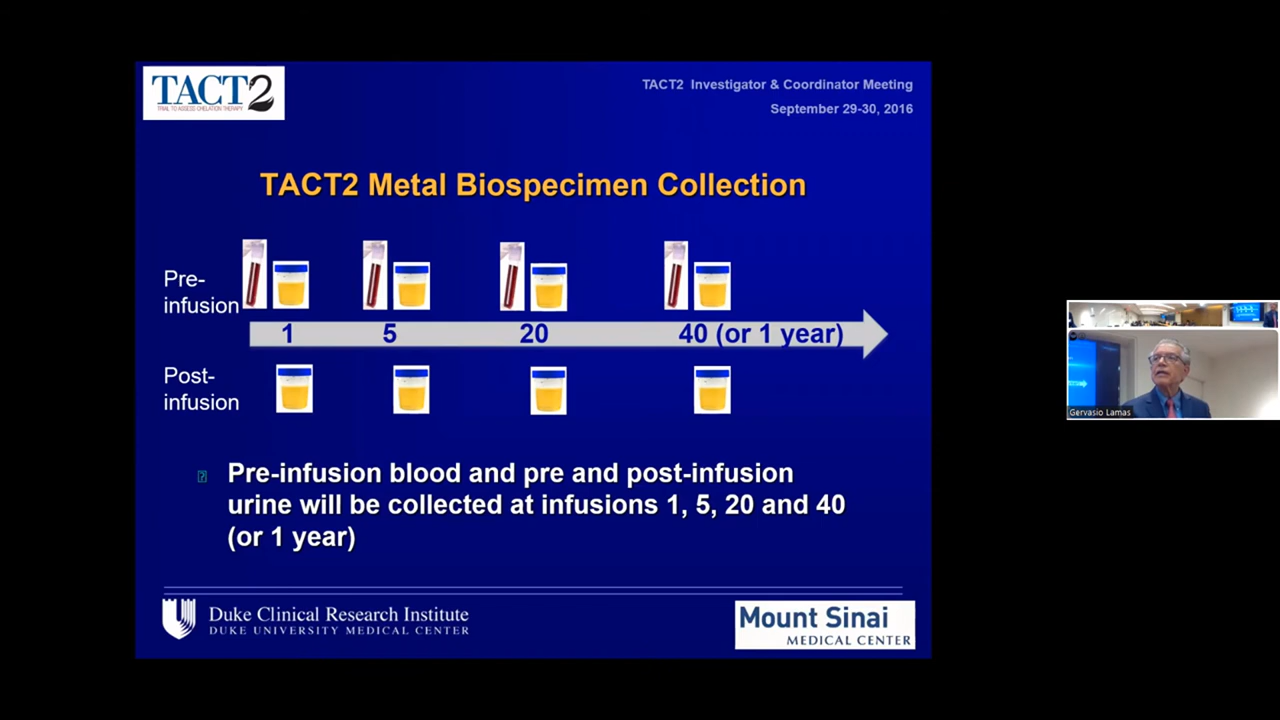 TACT2
TRIAL TO ASSESS CHELATION THERAPY
TACT2 Investigator & Coordinator Meeting
September 29-30, 2016
TACT2 Metal Biospecimen Collection
Pre-
infusion
1 5 20 40 (or 1 year)
Post-
infusion
Pre-infusion blood and pre and post-infusion
urine will be collected at infusions 1, 5, 20 and 40
(or 1 year)
Duke Clinical Research Institute
DUKE UNIVERSITY MEDICAL CENTER
Mount Sinai
MEDICAL CENTER
Gervasio Lamas